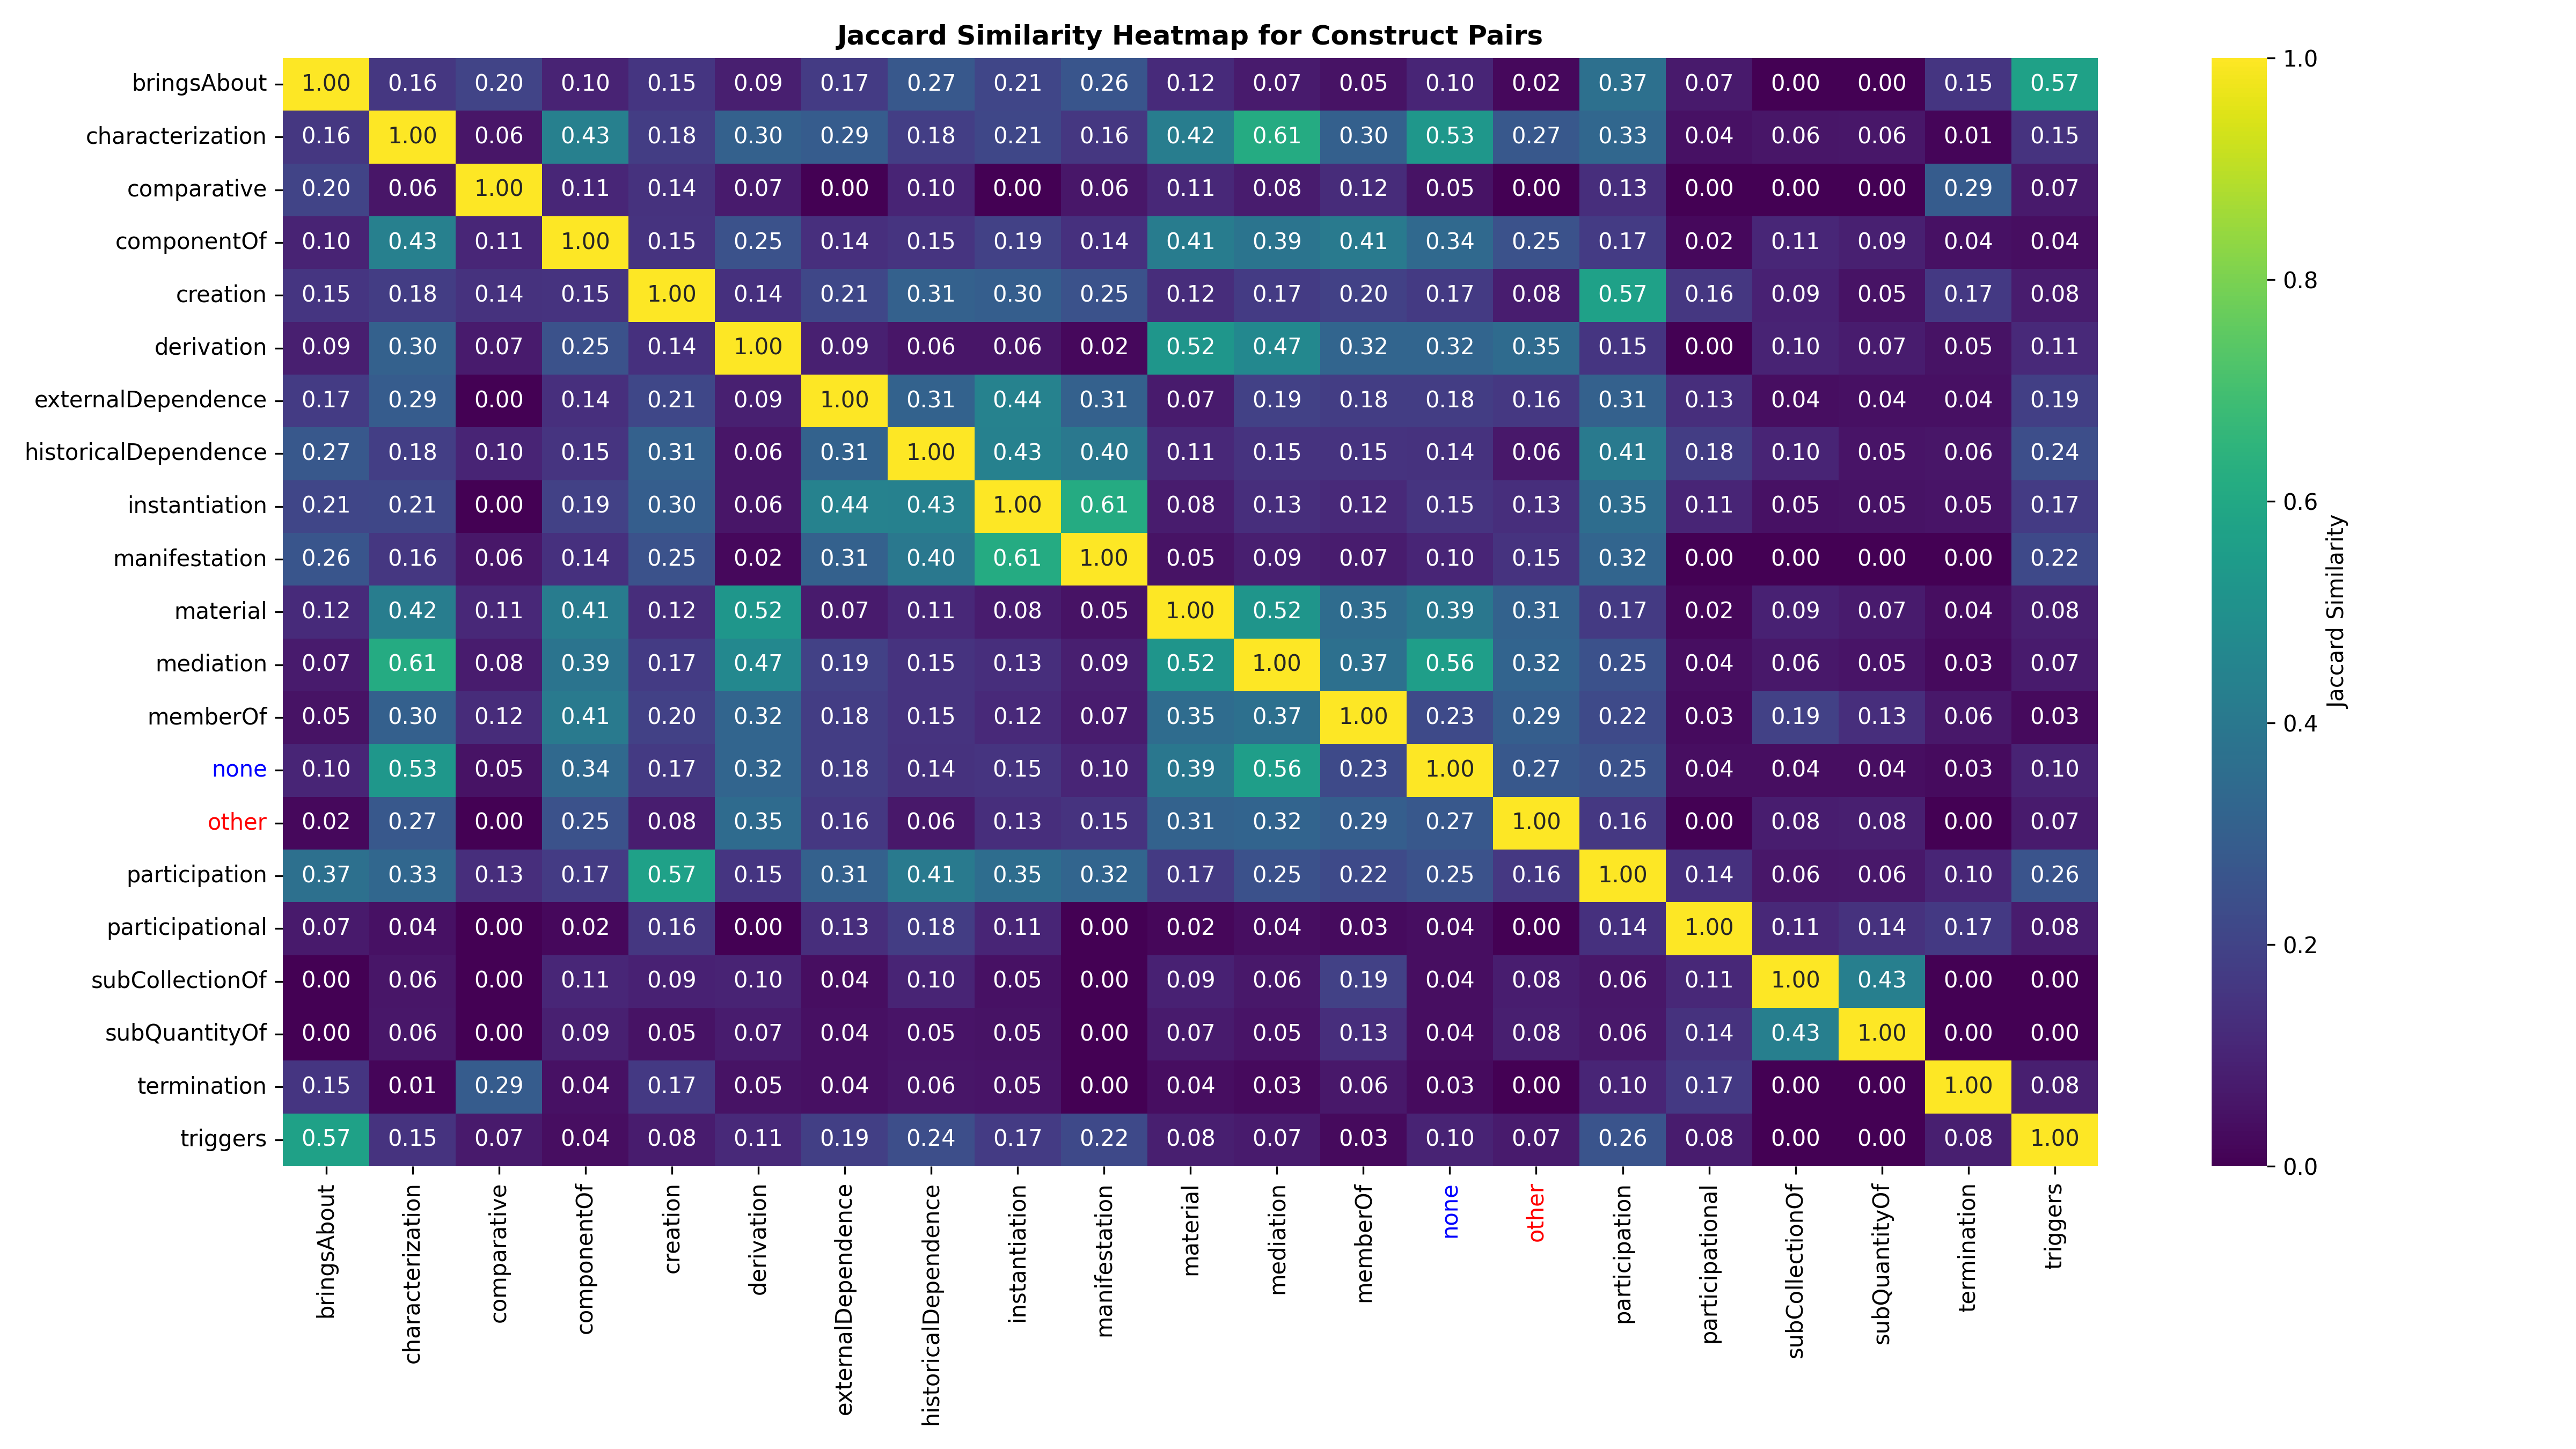 Jaccard Similarity Heatmap for Construct Pairs
bringsAbout 1.00 0.16 0.20 0.10 0.15 0.09 0.17 0.27 0.21 0.26 0.12 0.07 0.05 0.10 0.02 0.37 0.07 0.00 0.00 0.15 0.57
characterization 0.16 1.00 0.06 0.43 0.18 0.30 0.29 0.18 0.21 0.16 0.42 0.61 0.30 0.53 0.27 0.33 0.04 0.06 0.06 0.01 0.15
comparative 0.20 0.06 1.00 0.11 0.14 0.07 0.00 0.10 0.00 0.06 0.11 0.08 0.12 0.05 0.00 0.13 0.00 0.00 0.00 0.29 0.07
componentOf 0.10 0.43 0.11 1.00 0.15 0.25 0.14 0.15 0.19 0.14 0.41 0.39 0.41 0.34 0.25 0.17 0.02 0.11 0.09 0.04 0.04
creation 0.15 0.18 0.14 0.15 1.00 0.14 0.21 0.31 0.30 0.25 0.12 0.17 0.20 0.17 0.08 0.57 0.16 0.09 0.05 0.17 0.08
derivation 0.09 0.30 0.07 0.25 0.14 1.00 0.09 0.06 0.06 0.02 0.52 0.47 0.32 0.32 0.35 0.15 0.00 0.10 0.07 0.05 0.11
externalDependence 0.17 0.29 0.00 0.14 0.21 0.09 1.00 0.31 0.44 0.31 0.07 0.19 0.18 0.18 0.16 0.31 0.13 0.04 0.04 0.04 0.19
historicalDependence 0.27 0.18 0.10 0.15 0.31 0.06 0.31 1.00 0.43 0.40 0.11 0.15 0.15 0.14 0.06 0.41 0.18 0.10 0.05 0.06 0.24
instantiation 0.21 0.21 0.00 0.19 0.30 0.06 0.44 0.43 1.00 0.61 0.08 0.13 0.12 0.15 0.13 0.35 0.11 0.05 0.05 0.05 0.17
manifestation 0.26 0.16 0.06 0.14 0.25 0.02 0.31 0.40 0.61 1.00 0.05 0.09 0.07 0.10 0.15 0.32 0.00 0.00 0.00 0.00 0.22
material 0.12 0.42 0.11 0.41 0.12 0.52 0.07 0.11 0.08 0.05 1.00 0.52 0.35 0.39 0.31 0.17 0.02 0.09 0.07 0.04 0.08
mediation 0.07 0.61 0.08 0.39 0.17 0.47 0.19 0.15 0.13 0.09 0.52 1.00 0.37 0.56 0.32 0.25 0.04 0.06 0.05 0.03 0.07
memberOf 0.05 0.30 0.12 0.41 0.20 0.32 0.18 0.15 0.12 0.07 0.35 0.37 1.00 0.23 0.29 0.22 0.03 0.19 0.13 0.06 0.03
none 0.10 0.53 0.05 0.34 0.17 0.32 0.18 0.14 0.15 0.10 0.39 0.56 0.23 1.00 0.27 0.25 0.04 0.04 0.04 0.03 0.10
other 0.02 0.27 0.00 0.25 0.08 0.35 0.16 0.06 0.13 0.15 0.31 0.32 0.29 0.27 1.00 0.16 0.00 0.08 0.08 0.00 0.07
participation 0.37 0.33 0.13 0.17 0.57 0.15 0.31 0.41 0.35 0.32 0.17 0.25 0.22 0.25 0.16 1.00 0.14 0.06 0.06 0.10 0.26
participational 0.07 0.04 0.00 0.02 0.16 0.00 0.13 0.18 0.11 0.00 0.02 0.04 0.03 0.04 0.00 0.14 1.00 0.11 0.14 0.17 0.08
subCollectionOf 0.00 0.06 0.00 0.11 0.09 0.10 0.04 0.10 0.05 0.00 0.09 0.06 0.19 0.04 0.08 0.06 0.11 1.00 0.43 0.00 0.00
subQuantityOf 0.00 0.06 0.00 0.09 0.05 0.07 0.04 0.05 0.05 0.00 0.07 0.05 0.13 0.04 0.08 0.06 0.14 0.43 1.00 0.00 0.00
termination 0.15 0.01 0.29 0.04 0.17 0.05 0.04 0.06 0.05 0.00 0.04 0.03 0.06 0.03 0.00 0.10 0.17 0.00 0.00 1.00 0.08
triggers 0.57 0.15 0.07 0.04 0.08 0.11 0.19 0.24 0.17 0.22 0.08 0.07 0.03 0.10 0.07 0.26 0.08 0.00 0.00 0.08 1.00
bringsAbout
characterization
comparative
componentOf
creation
derivation
externalDependence
historicalDependence
instantiation
manifestation
material
mediation
memberOf
none
other
participation
participational
subCollectionOf
subQuantityOf
termination
triggers
1.0
0.8
0.6
0.4
0.2
0.0
Jaccard Similarity